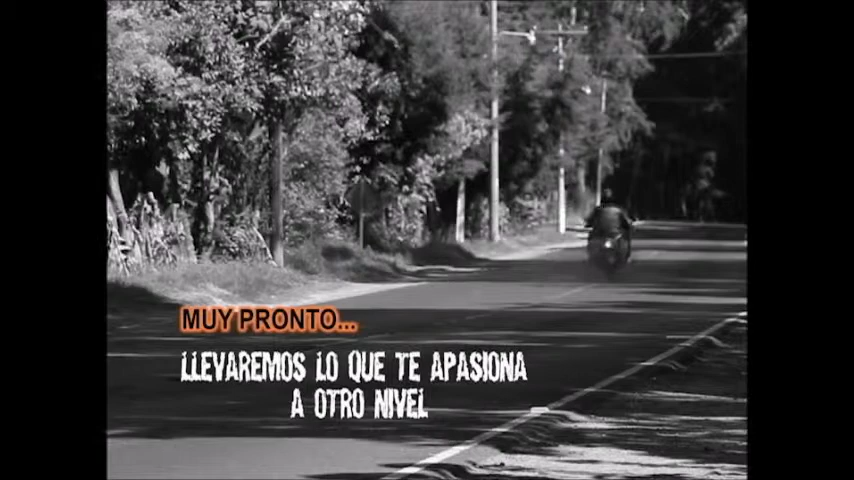 MUY PRONTO...
LLEVAREMOS LO QUE TE APASIONA
A OTRO NIVEL